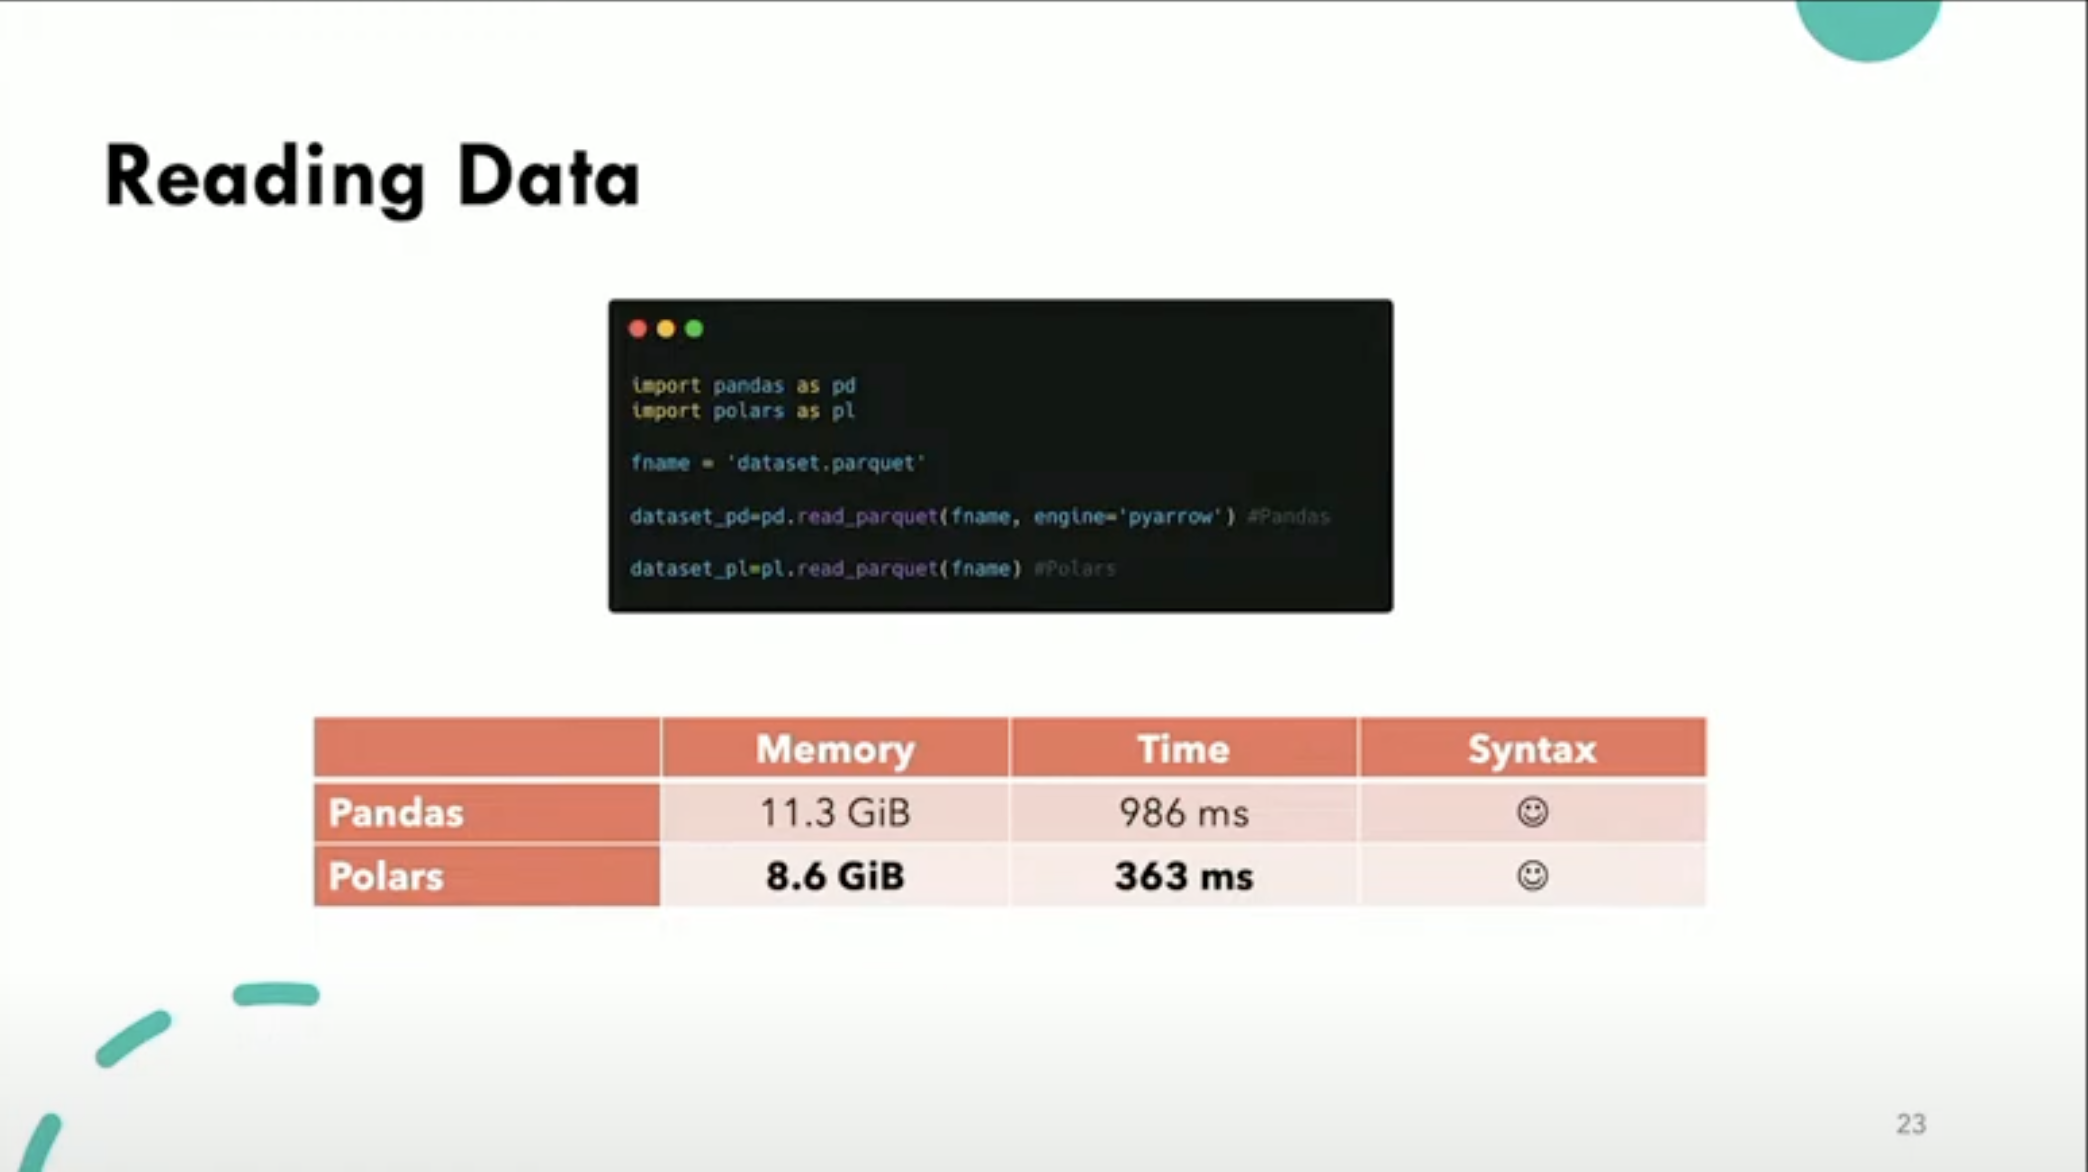 Reading Data
import pandas as pd
import polars as pl
fname = 'dataset.parquet'
dataset_pd=pd.read_parquet(fname, engine='pyarrow') #Pandas
dataset_pl=pl.read_parquet(fname) #Polars
Memory Time Syntax
Pandas 11.3 GiB 986 ms ☺
Polars 8.6 GiB 363 ms ☺
23